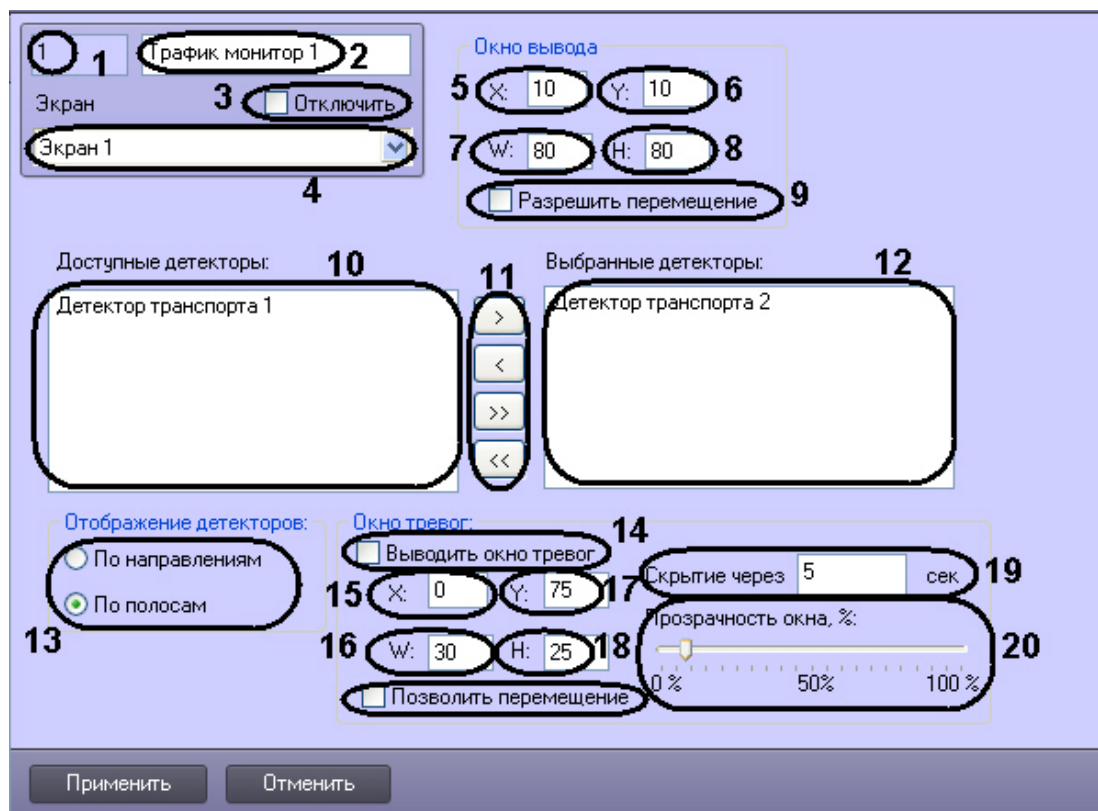 1 1 Трафик монитор 1 2
Экран 3 Отключить
Экран 1
4
Окно вывода
5 X: 10 Y: 10 6
7 W: 80 H: 80 8
Разрешить перемещение 9
Доступные детекторы: 10
Детектор транспорта 1
11
>
<
>>
<<
Выбранные детекторы: 12
Детектор транспорта 2
Отображение детекторов:
По направлениям
По полосам
13
Окно тревог: 14
Выводить окно тревог
15 X: 0 Y: 75 17
16 W: 30 H: 25 18
Позволить перемещение
Скрытие через 5 сек 19
Прозрачность окна, %:
20
0 % 50% 100 %
Применить Отменить